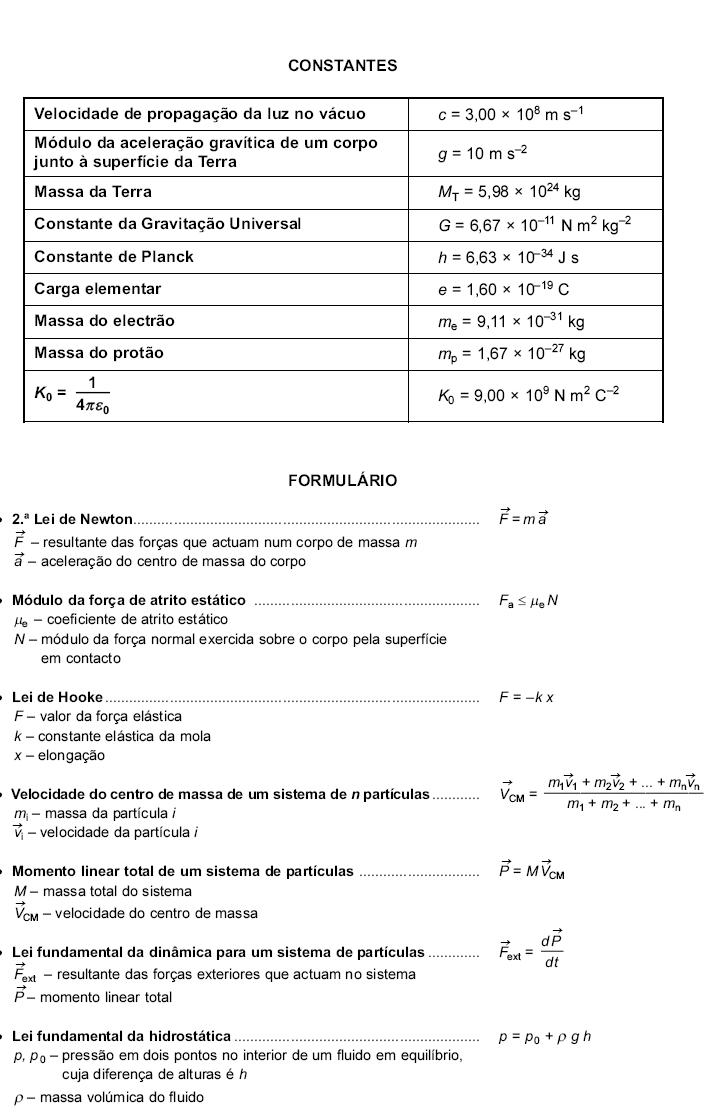 CONSTANTES
Velocidade de propagação da luz no vácuo c = 3,00 × 10⁸ m s⁻¹
Módulo da aceleração gravítica de um corpo
junto à superfície da Terra g = 10 m s⁻²
Massa da Terra M_T = 5,98 × 10²⁴ kg
Constante da Gravitação Universal G = 6,67 × 10⁻¹¹ N m² kg⁻²
Constante de Planck h = 6,63 × 10⁻³⁴ J s
Carga elementar e = 1,60 × 10⁻¹⁹ C
Massa do electrão mₑ = 9,11 × 10⁻³¹ kg
Massa do protão mₚ = 1,67 × 10⁻²⁷ kg
K₀ = 1 / 4πε₀ K₀ = 9,00 × 10⁹ N m² C⁻²
FORMULÁRIO
• 2.ª Lei de Newton........ F⃗ = m a⃗
F⃗ – resultante das forças que actuam num corpo de massa m
a⃗ – aceleração do centro de massa do corpo
• Módulo da força de atrito estático ........ Fₐ ≤ μₑ N
μₑ – coeficiente de atrito estático
N – módulo da força normal exercida sobre o corpo pela superfície
em contacto
• Lei de Hooke........ F = –k x
F – valor da força elástica
k – constante elástica da mola
x – elongação
• Velocidade do centro de massa de um sistema de n partículas ........ V⃗_CM = (m₁v⃗₁ + m₂v⃗₂ + ... + mₙv⃗ₙ) / (m₁ + m₂ + ... + mₙ)
mᵢ – massa da partícula i
v⃗ᵢ – velocidade da partícula i
• Momento linear total de um sistema de partículas ........ P⃗ = M V⃗_CM
M – massa total do sistema
V⃗_CM – velocidade do centro de massa
• Lei fundamental da dinâmica para um sistema de partículas ........ F⃗_ext = dP⃗ / dt
F⃗_ext – resultante das forças exteriores que actuam no sistema
P⃗ – momento linear total
• Lei fundamental da hidrostática ........ p = p₀ + ρ g h
p, p₀ – pressão em dois pontos no interior de um fluido em equilíbrio,
cuja diferença de alturas é h
ρ – massa volúmica do fluido